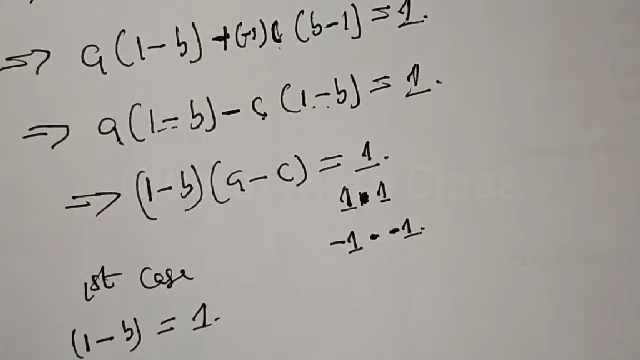 ⇒ a(1-b)+(-1)c(b-1)=1.
⇒ a(1-b)-c(1-b)=1.
⇒ (1-b)(a-c)=1.
1·1
-1·-1.
1st Case
(1-b)=1.